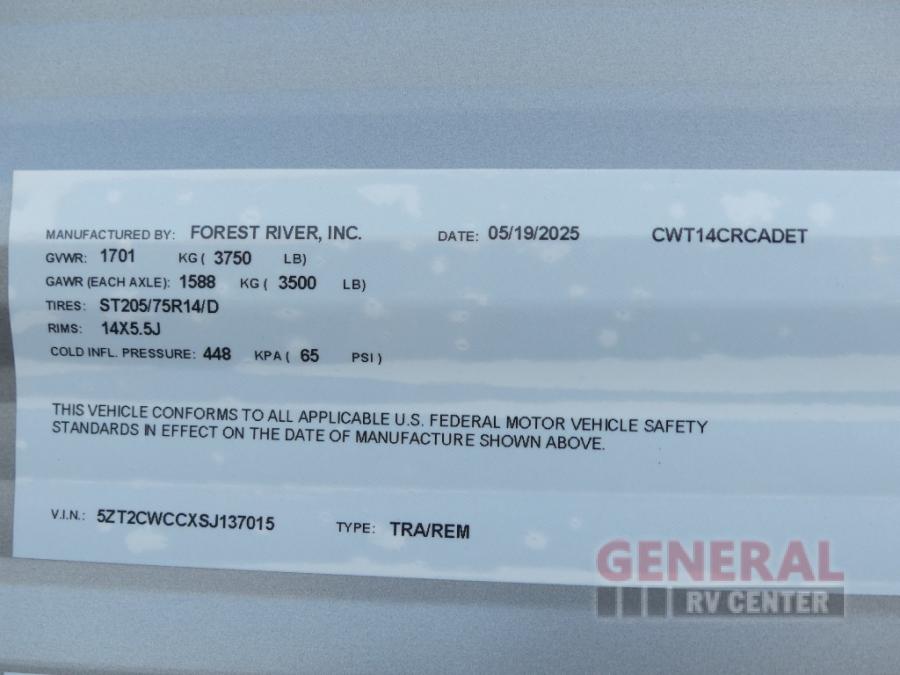 MANUFACTURED BY: FOREST RIVER, INC. DATE: 05/19/2025 CWT14CRCADET
GVWR: 1701 KG ( 3750 LB)
GAWR (EACH AXLE): 1588 KG ( 3500 LB)
TIRES: ST205/75R14/D
RIMS: 14X5.5J
COLD INFL. PRESSURE: 448 KPA ( 65 PSI )
THIS VEHICLE CONFORMS TO ALL APPLICABLE U.S. FEDERAL MOTOR VEHICLE SAFETY
STANDARDS IN EFFECT ON THE DATE OF MANUFACTURE SHOWN ABOVE.
V.I.N.: 5ZT2CWCCXSJ137015 TYPE: TRA/REM
GENERAL
RV CENTER